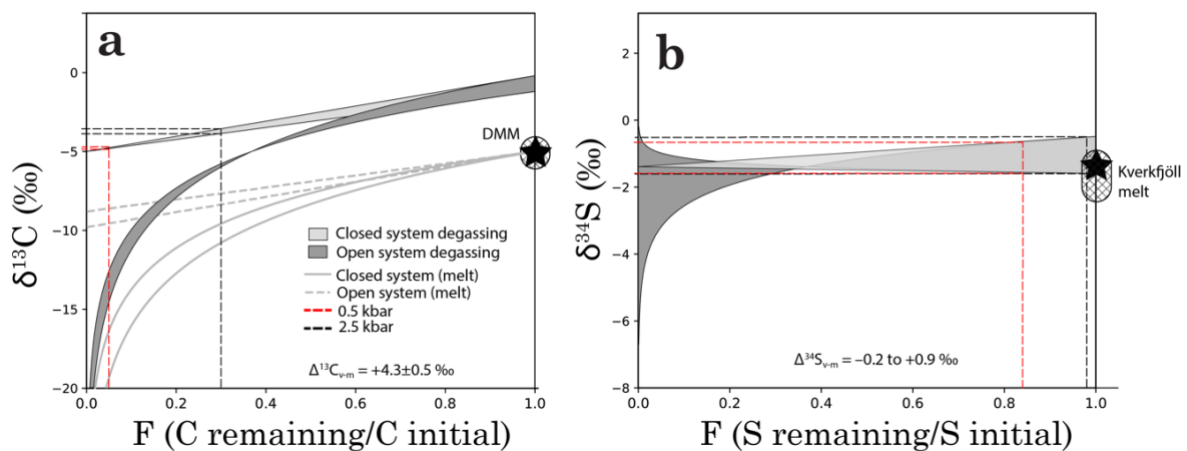 a
0
−5
−10
−15
−20
δ¹³C (‰)
DMM
Closed system degassing
Open system degassing
Closed system (melt)
Open system (melt)
0.5 kbar
2.5 kbar
Δ¹³Cv-m = +4.3±0.5 ‰
0.0 0.2 0.4 0.6 0.8 1.0
F (C remaining/C initial)
b
2
0
−2
−4
−6
−8
δ³⁴S (‰)
Kverkfjöll
melt
Δ³⁴Sv-m = −0.2 to +0.9 ‰
0.0 0.2 0.4 0.6 0.8 1.0
F (S remaining/S initial)